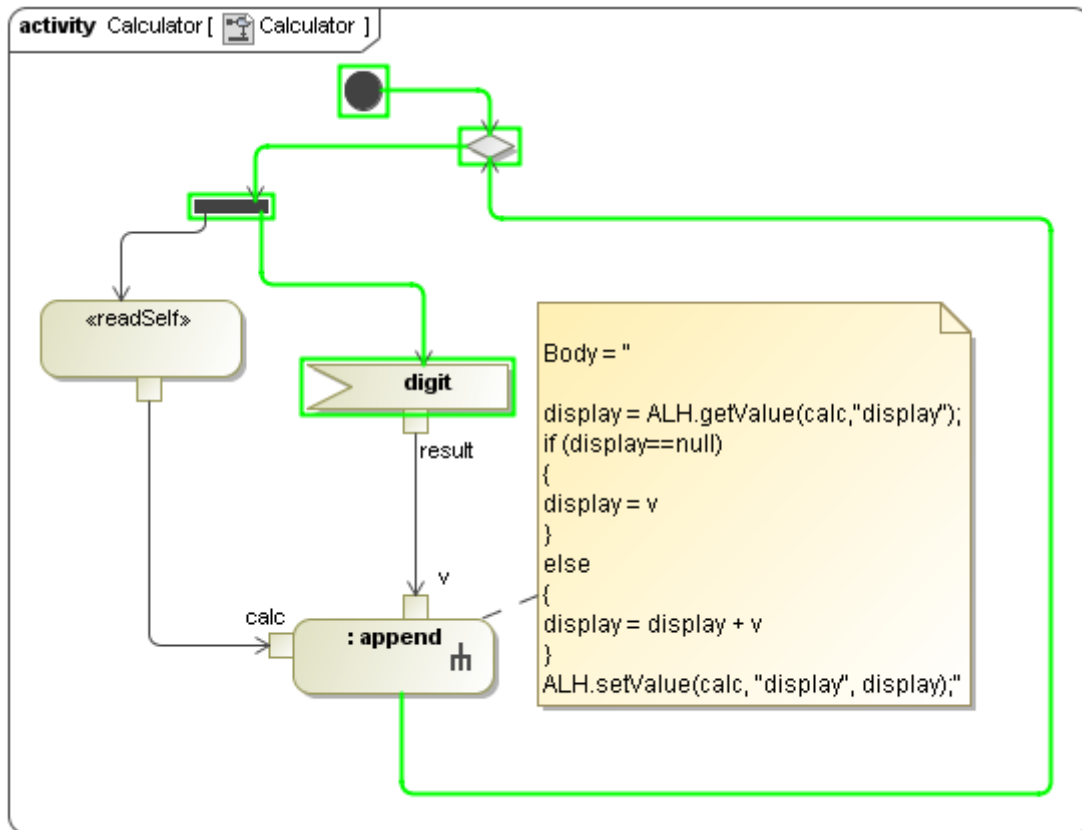 activity Calculator [ Calculator ]
«readSelf»
digit
result
v
calc
: append
Body = "
display = ALH.getValue(calc,"display");
if (display==null)
{
display = v
}
else
{
display = display + v
}
ALH.setValue(calc, "display", display);"